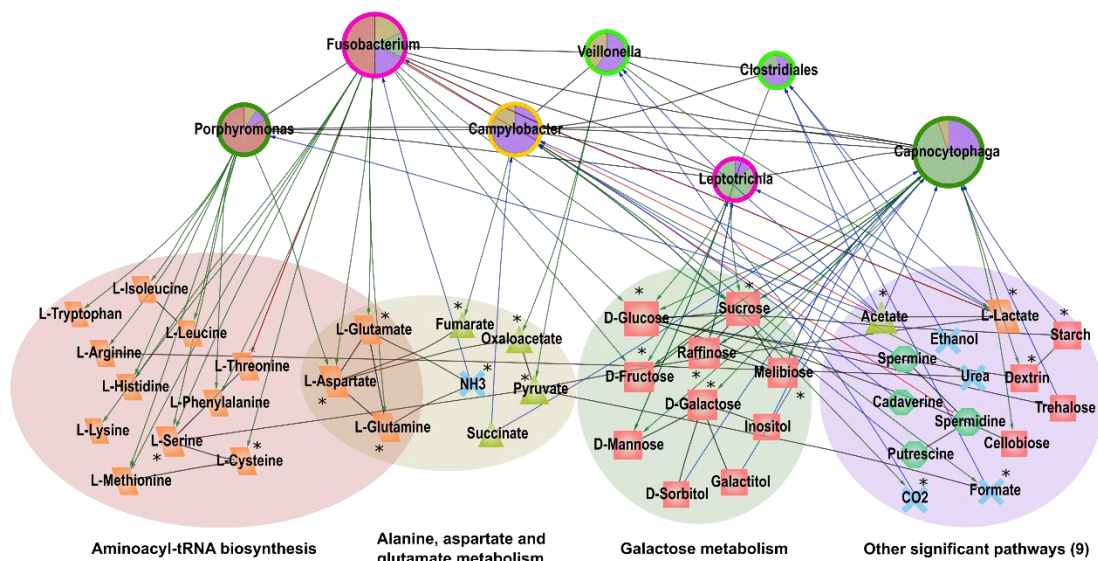 Fusobacterium
Veillonella
Clostridiales
Porphyromonas
Campylobacter
Capnocytophaga
Leptotrichia
L-Isoleucine
L-Tryptophan
L-Leucine
L-Arginine
L-Threonine
L-Histidine
L-Phenylalanine
L-Lysine
L-Serine
*
L-Cysteine
*
L-Methionine
L-Glutamate
*
L-Aspartate
*
L-Glutamine
*
Fumarate
*
Oxaloacetate
*
NH3
*
Pyruvate
*
Succinate
D-Glucose
*
Sucrose
*
Raffinose
D-Fructose
*
Melibiose
*
D-Galactose
* *
D-Mannose
Inositol
D-Sorbitol
Galactitol
Acetate
*
Ethanol
L-Lactate
*
Starch
*
Spermine
Urea
Dextrin
*
Cadaverine
Trehalose
Spermidine
Putrescine
Cellobiose
CO2
*
Formate
*
Aminoacyl-tRNA biosynthesis
Alanine, aspartate and
glutamate metabolism
Galactose metabolism
Other significant pathways (9)